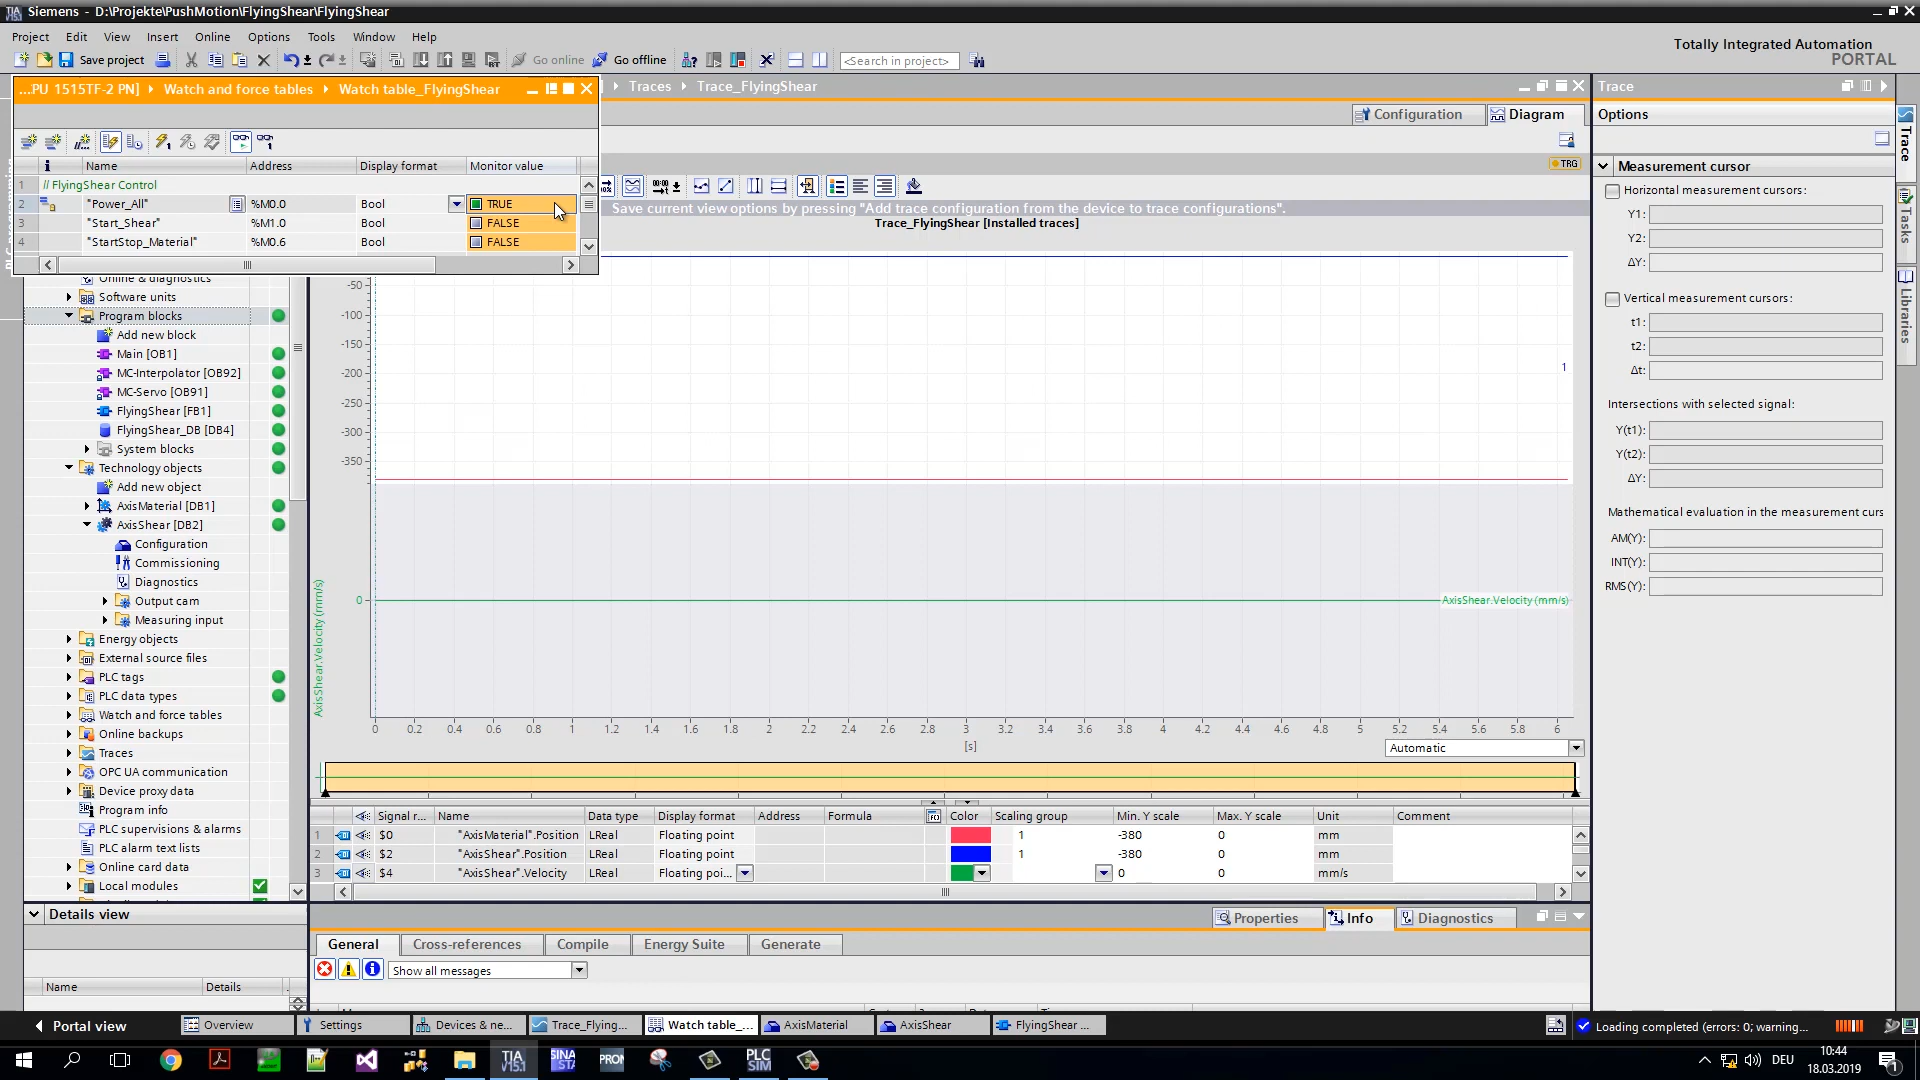 Siemens - D:\Projekte\PushMotion\FlyingShear\FlyingShear
Project Edit View Insert Online Options Tools Window Help
Totally Integrated Automation
PORTAL
Save project Go online Go offline <Search in project>
...PU 1515TF-2 PN] Watch and force tables Watch table_FlyingShear
Traces Trace_FlyingShear
Trace
Configuration Diagram
Options
TRG
i Name Address Display format Monitor value
1 // FlyingShear Control
2 "Power_All" %M0.0 Bool TRUE
3 "Start_Shear" %M1.0 Bool FALSE
4 "StartStop_Material" %M0.6 Bool FALSE
Save current view options by pressing "Add trace configuration from the device to trace configurations".
Trace_FlyingShear [Installed traces]
Online & diagnostics
Software units
Program blocks
Add new block
Main [OB1]
MC-Interpolator [OB92]
MC-Servo [OB91]
FlyingShear [FB1]
FlyingShear_DB [DB4]
System blocks
Technology objects
Add new object
AxisMaterial [DB1]
AxisShear [DB2]
Configuration
Commissioning
Diagnostics
Output cam
Measuring input
Energy objects
External source files
PLC tags
PLC data types
Watch and force tables
Online backups
Traces
OPC UA communication
Device proxy data
Program info
PLC supervisions & alarms
PLC alarm text lists
Online card data
Local modules
Details view
Name Details
-50
-100
-150
-200
-250
-300
-350
1
0
AxisShear.Velocity (mm/s)
AxisShear.Velocity (mm/s)
0 0.2 0.4 0.6 0.8 1 1.2 1.4 1.6 1.8 2 2.2 2.4 2.6 2.8 3 3.2 3.4 3.6 3.8 4 4.2 4.4 4.6 4.8 5 5.2 5.4 5.6 5.8 6
[s]
Automatic
Signal r... Name Data type Display format Address Formula Color Scaling group Min. Y scale Max. Y scale Unit Comment
1 $0 "AxisMaterial".Position LReal Floating point 1 -380 0 mm
2 $2 "AxisShear".Position LReal Floating point 1 -380 0 mm
3 $4 "AxisShear".Velocity LReal Floating poi... 0 0 mm/s
Properties Info Diagnostics
General Cross-references Compile Energy Suite Generate
Show all messages
Measurement cursor
Horizontal measurement cursors:
Y1:
Y2:
ΔY:
Vertical measurement cursors:
t1:
t2:
Δt:
Intersections with selected signal:
Y(t1):
Y(t2):
ΔY:
Mathematical evaluation in the measurement curs
AM(Y):
INT(Y):
RMS(Y):
Trace
Tasks
Libraries
Portal view Overview Settings Devices & ne... Trace_Flying... Watch table_... AxisMaterial AxisShear FlyingShear ... Loading completed (errors: 0; warning...
TIA V15.1
SINA STA
PRON
PLC SIM
DEU
10:44
18.03.2019
1